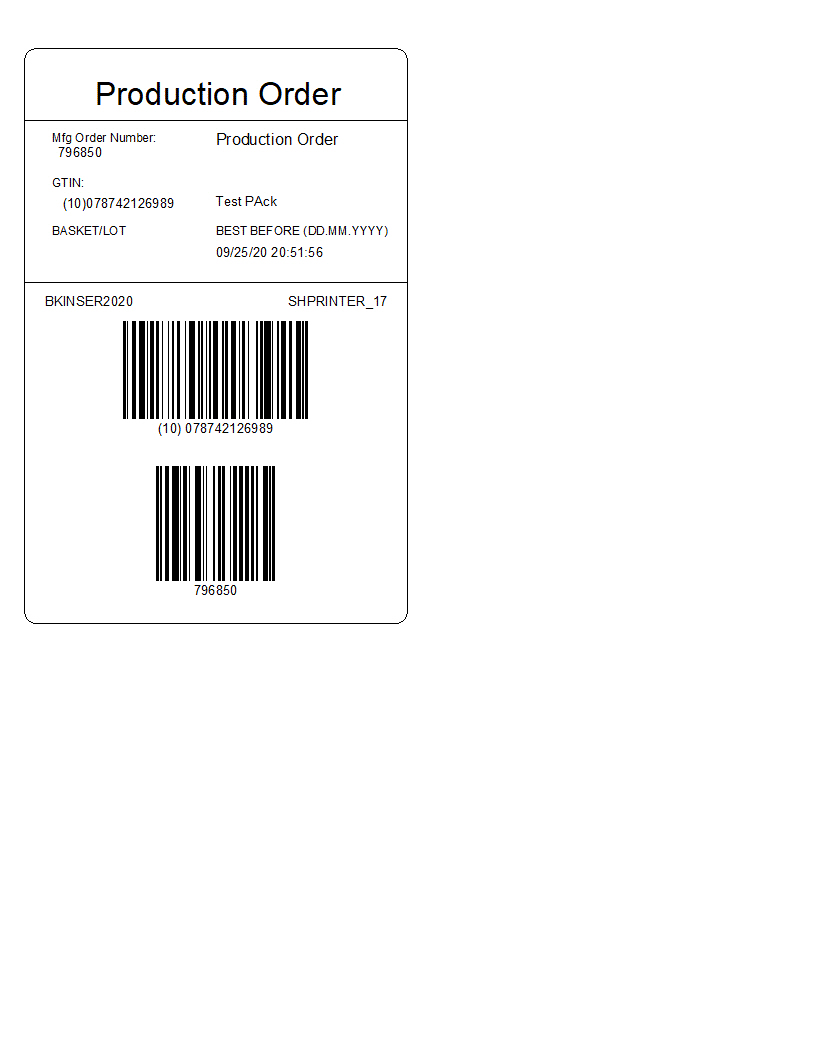 Production Order
Mfg Order Number:
796850
Production Order
GTIN:
(10)078742126989
Test PAck
BASKET/LOT
BEST BEFORE (DD.MM.YYYY)
09/25/20 20:51:56
BKINSER2020
SHPRINTER_17
(10) 078742126989
796850